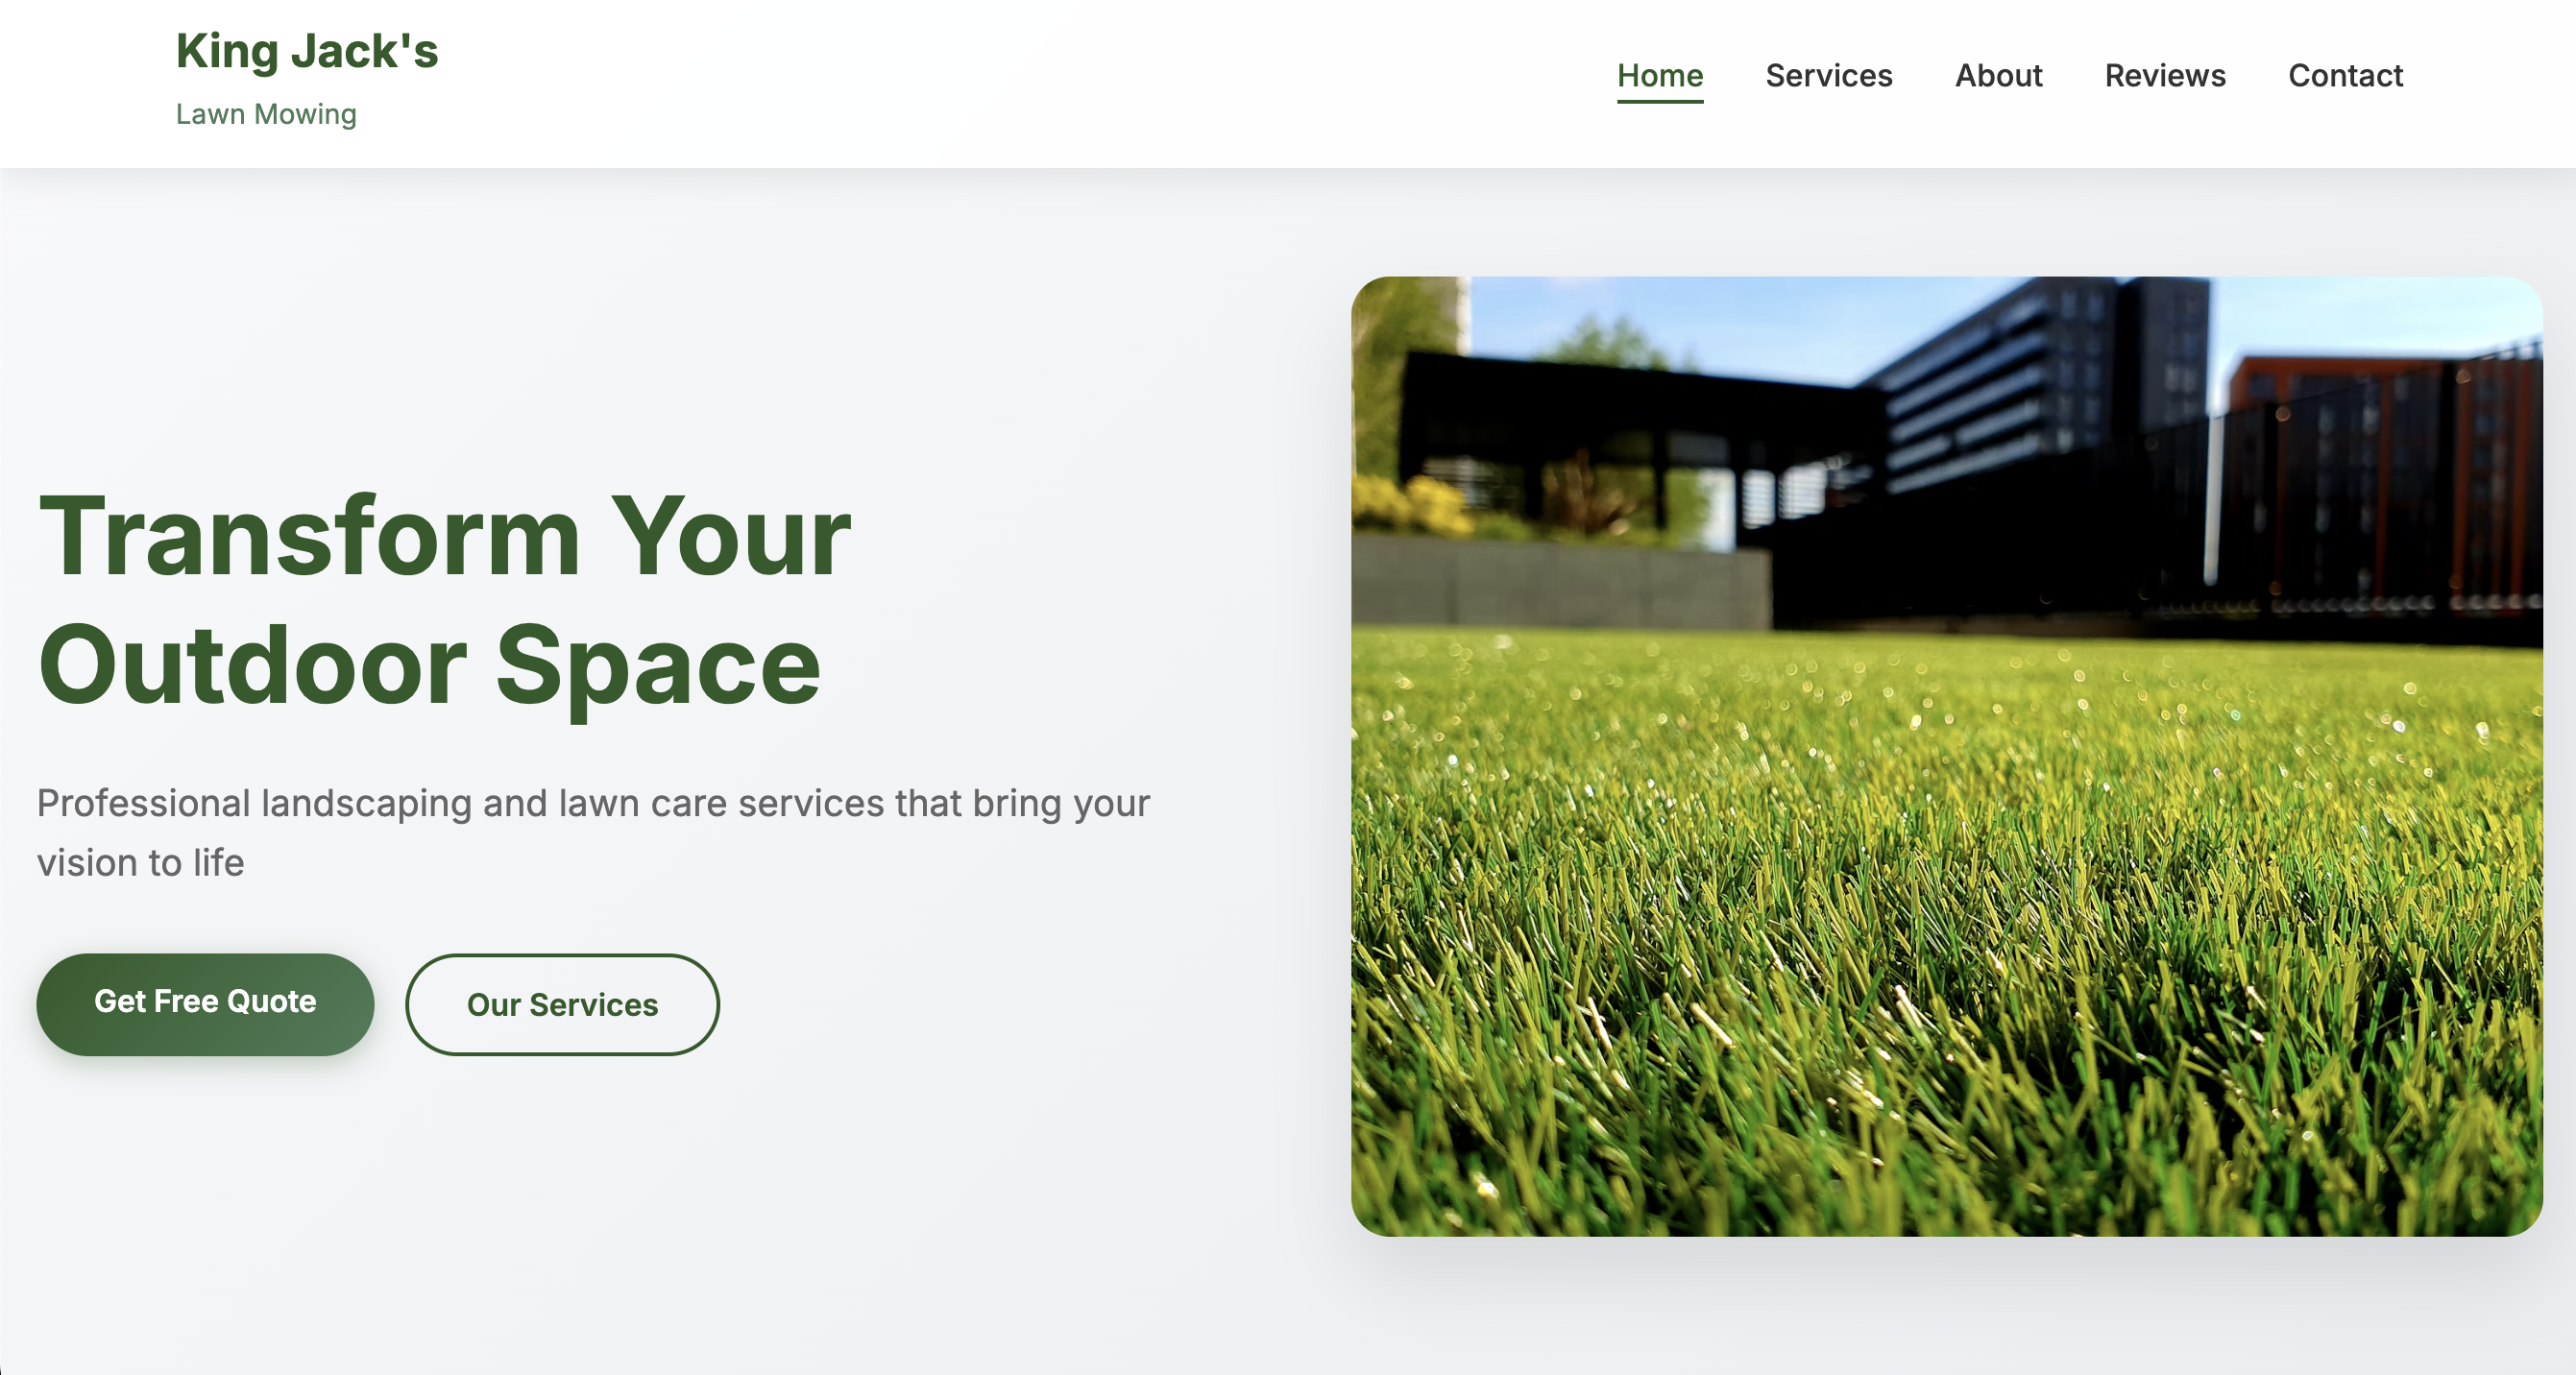 King Jack's
Lawn Mowing
Home Services About Reviews Contact
Transform Your
Outdoor Space
Professional landscaping and lawn care services that bring your
vision to life
Get Free Quote
Our Services